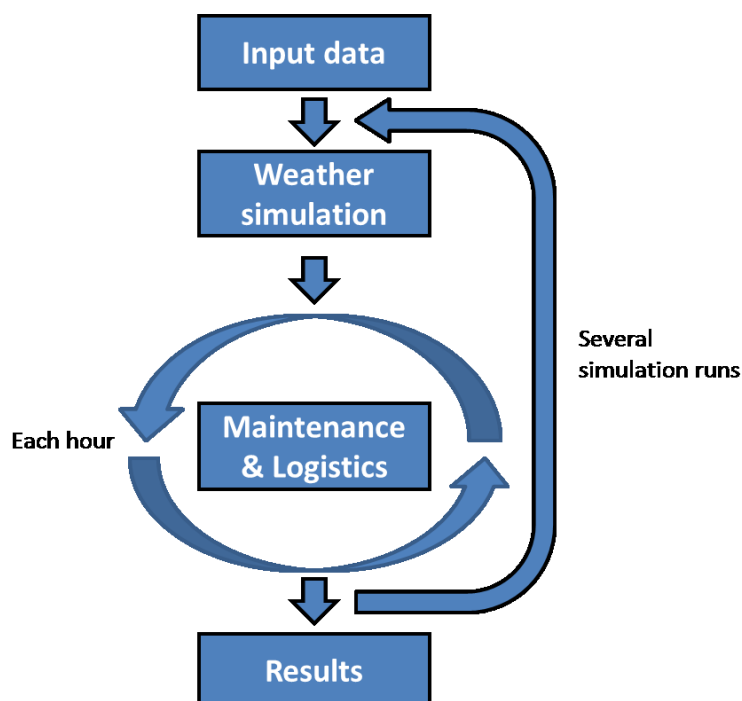 Input data
Weather
simulation
Several
simulation runs
Each hour
Maintenance
& Logistics
Results